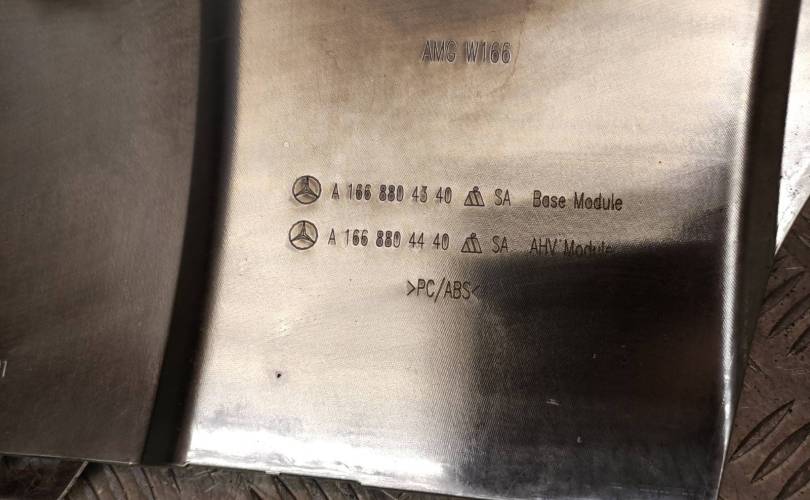 AMG W166
A 166 880 43 40 SA Base Module
A 166 880 44 40 SA AHV Module
>PC/ABS<